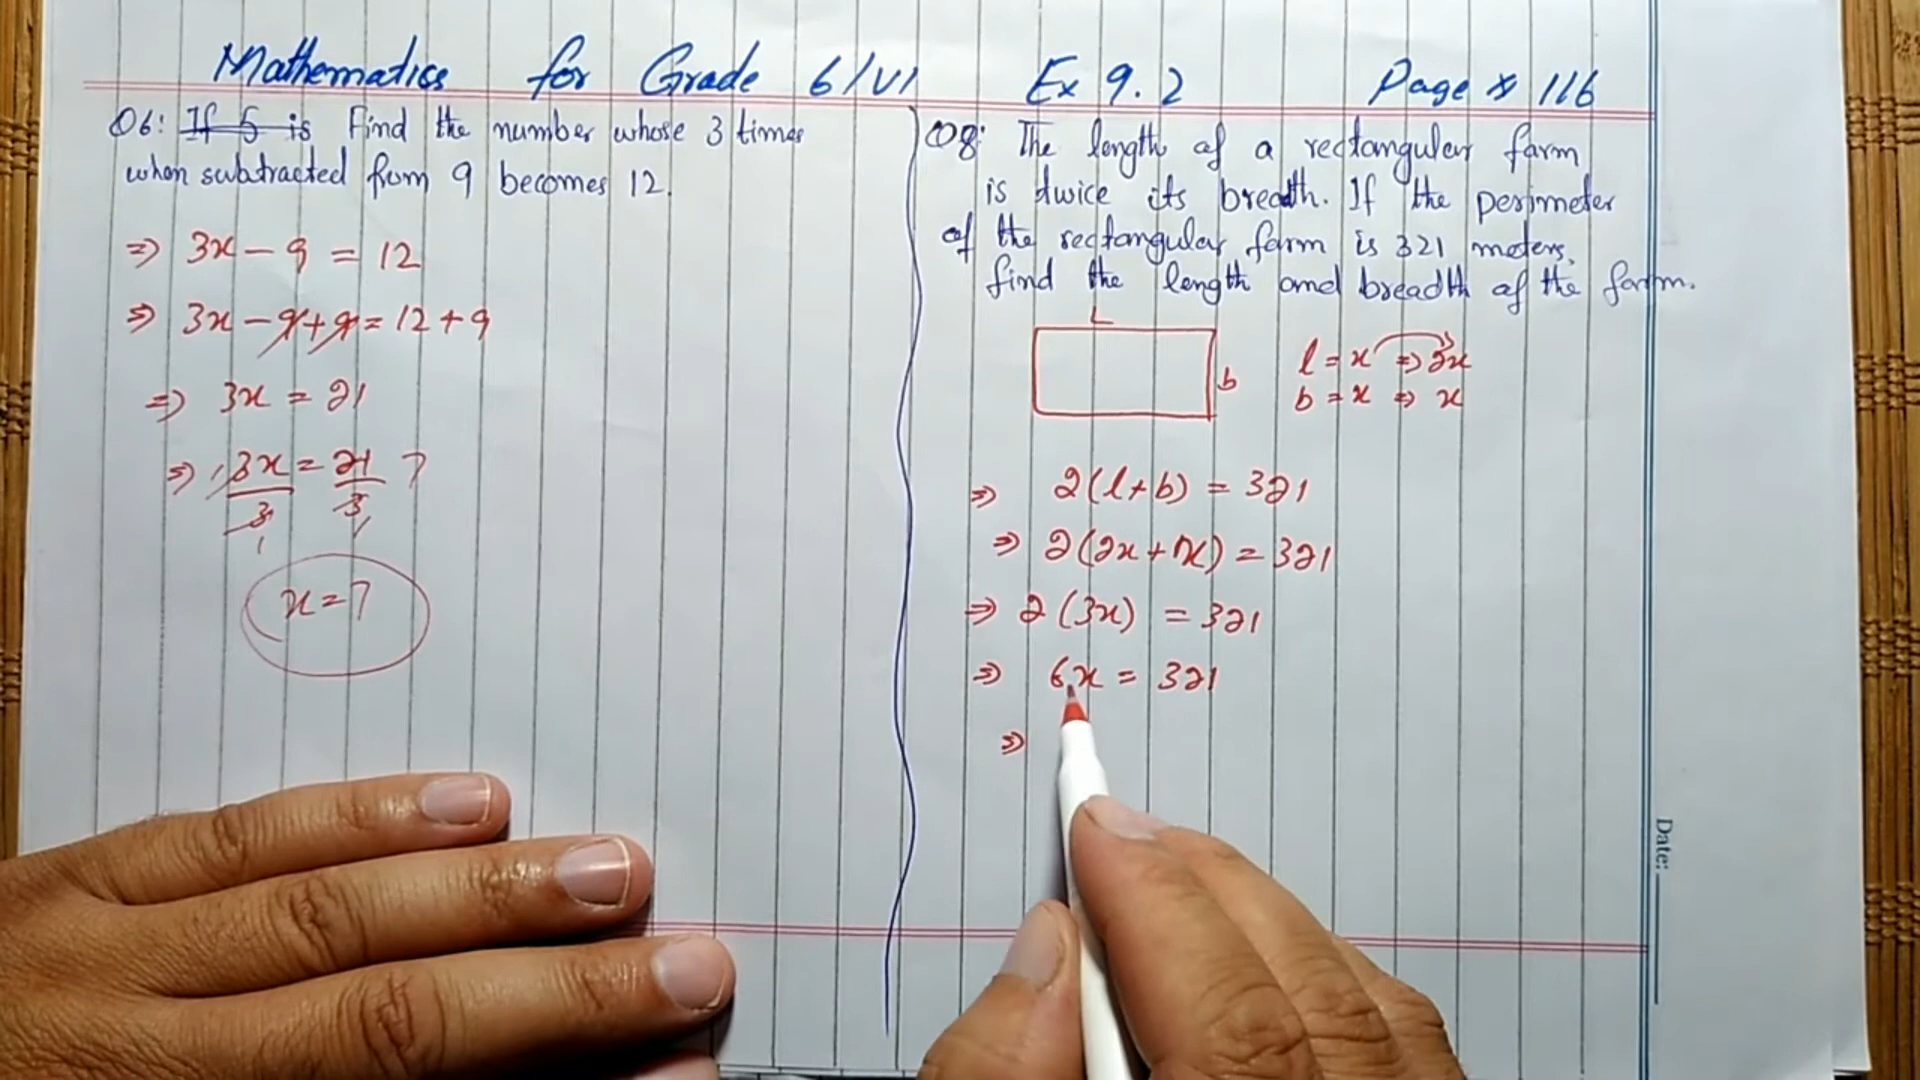 Mathematics for Grade 6/VI Ex 9.2 Page # 116
Q6: If 5 is Find the number whose 3 times
when subtracted from 9 becomes 12.
⇒ 3x - 9 = 12
⇒ 3x - 9 + 9 = 12 + 9
⇒ 3x = 21
⇒ 3x/3 = 21/3 7
1 1
x = 7
Q8: The length of a rectangular farm
is twice its breadth. If the perimeter
of the rectangular farm is 321 meters,
find the length and breadth of the farm.
L
b
l = x ⇒ 2x
b = x ⇒ x
⇒ 2(l+b) = 321
⇒ 2(2x + 1x) = 321
⇒ 2(3x) = 321
⇒ 6x = 321
⇒
Date: